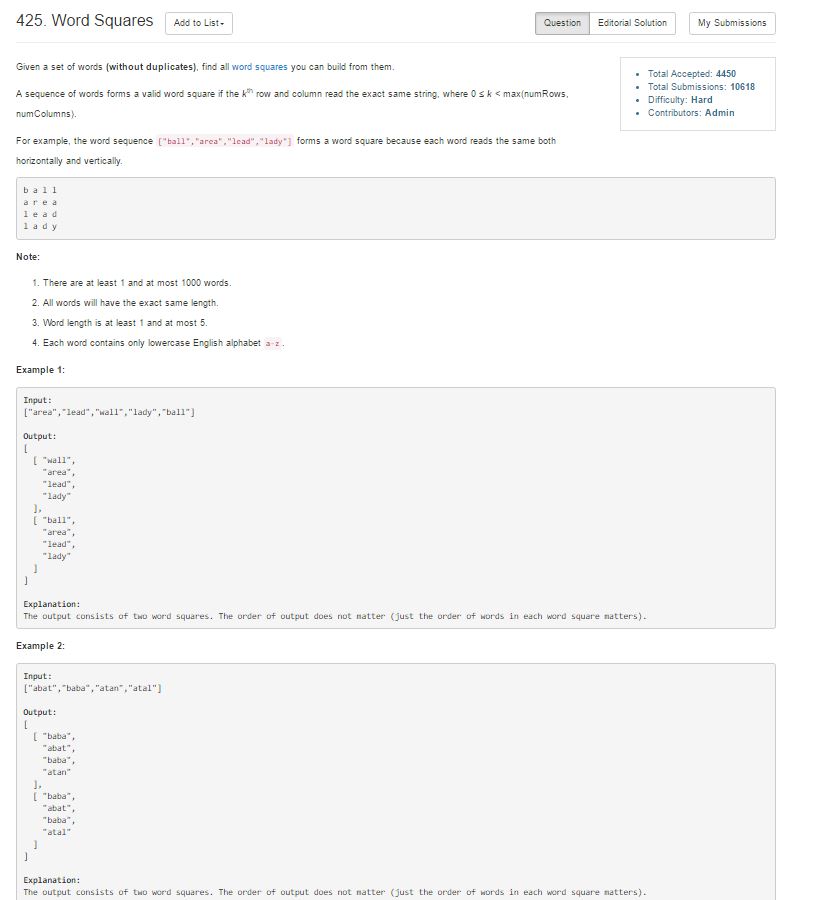 425. Word Squares
Add to List
Question
Editorial Solution
My Submissions
Given a set of words (without duplicates), find all word squares you can build from them.
A sequence of words forms a valid word square if the kth row and column read the exact same string, where 0 ≤ k < max(numRows,
numColumns).
For example, the word sequence ["ball","area","lead","lady"] forms a word square because each word reads the same both
horizontally and vertically.
Total Accepted: 4450
Total Submissions: 10618
Difficulty: Hard
Contributors: Admin
b a l l
a r e a
l e a d
l a d y
Note:
1. There are at least 1 and at most 1000 words.
2. All words will have the exact same length.
3. Word length is at least 1 and at most 5.
4. Each word contains only lowercase English alphabet a-z.
Example 1:
Input:
["area","lead","wall","lady","ball"]
Output:
[
[ "wall",
"area",
"lead",
"lady"
],
[ "ball",
"area",
"lead",
"lady"
]
]
Explanation:
The output consists of two word squares. The order of output does not matter (just the order of words in each word square matters).
Example 2:
Input:
["abat","baba","atan","atal"]
Output:
[
[ "baba",
"abat",
"baba",
"atan"
],
[ "baba",
"abat",
"baba",
"atal"
]
]
Explanation:
The output consists of two word squares. The order of output does not matter (just the order of words in each word square matters).